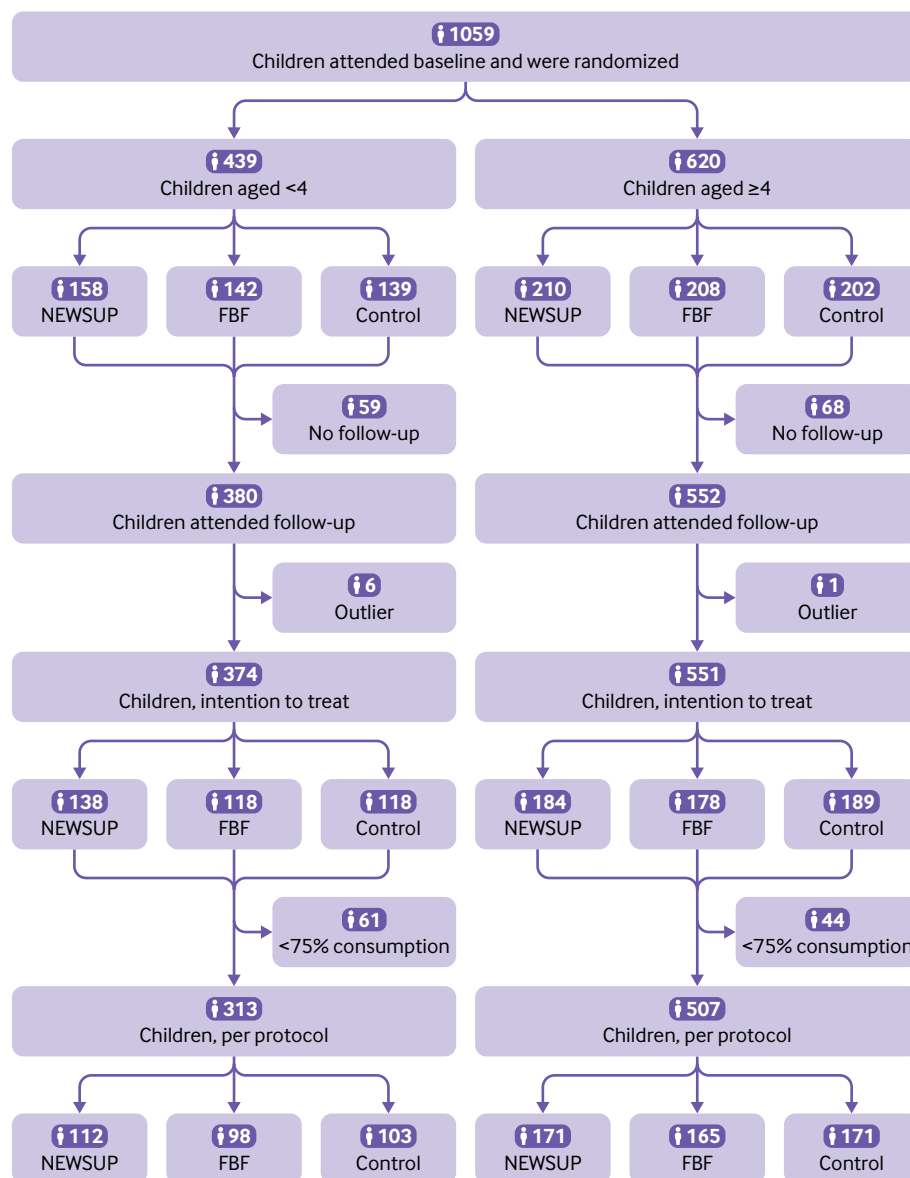 1059
Children attended baseline and were randomized
439
Children aged <4
620
Children aged ≥4
158
NEWSUP
142
FBF
139
Control
210
NEWSUP
208
FBF
202
Control
59
No follow-up
68
No follow-up
380
Children attended follow-up
552
Children attended follow-up
6
Outlier
1
Outlier
374
Children, intention to treat
551
Children, intention to treat
138
NEWSUP
118
FBF
118
Control
184
NEWSUP
178
FBF
189
Control
61
<75% consumption
44
<75% consumption
313
Children, per protocol
507
Children, per protocol
112
NEWSUP
98
FBF
103
Control
171
NEWSUP
165
FBF
171
Control